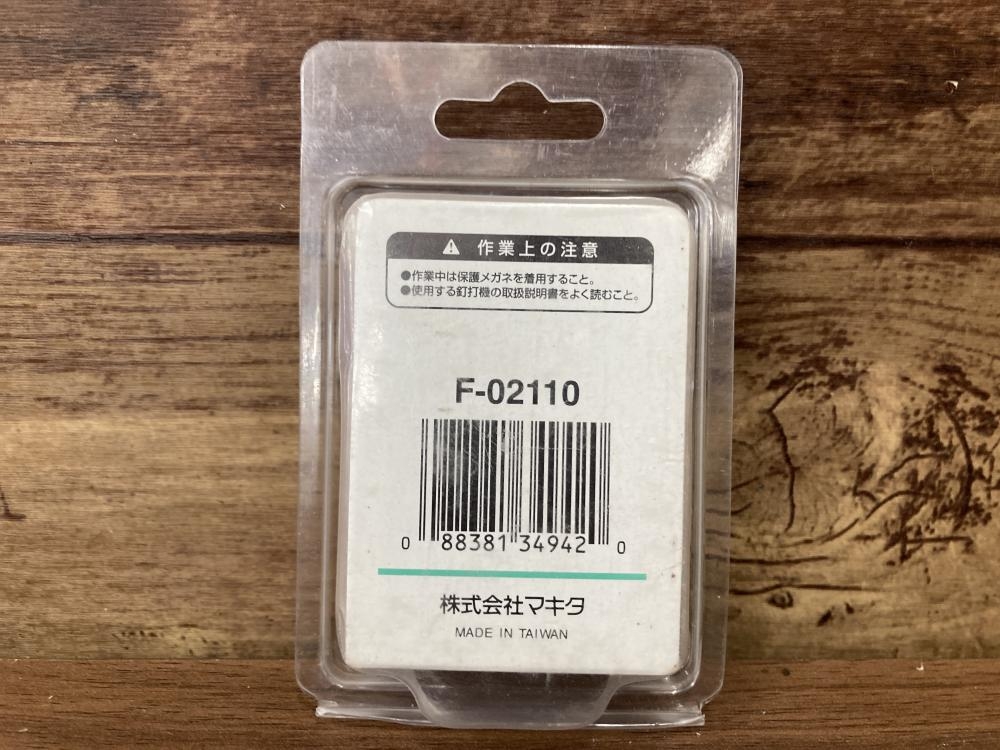 作業上の注意
●作業中は保護メガネを着用すること。
●使用する釘打機の取扱説明書をよく読むこと。
F-02110
0 88381 34942 0
株式会社マキタ
MADE IN TAIWAN